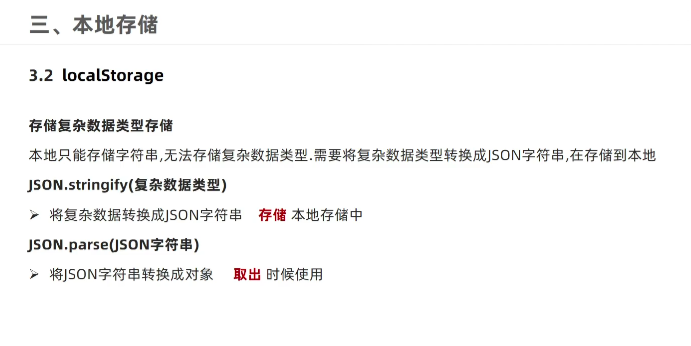 三、本地存储
3.2 localStorage
存储复杂数据类型存储
本地只能存储字符串,无法存储复杂数据类型.需要将复杂数据类型转换成JSON字符串,在存储到本地
JSON.stringify(复杂数据类型)
➢ 将复杂数据转换成JSON字符串 存储 本地存储中
JSON.parse(JSON字符串)
➢ 将JSON字符串转换成对象 取出 时候使用